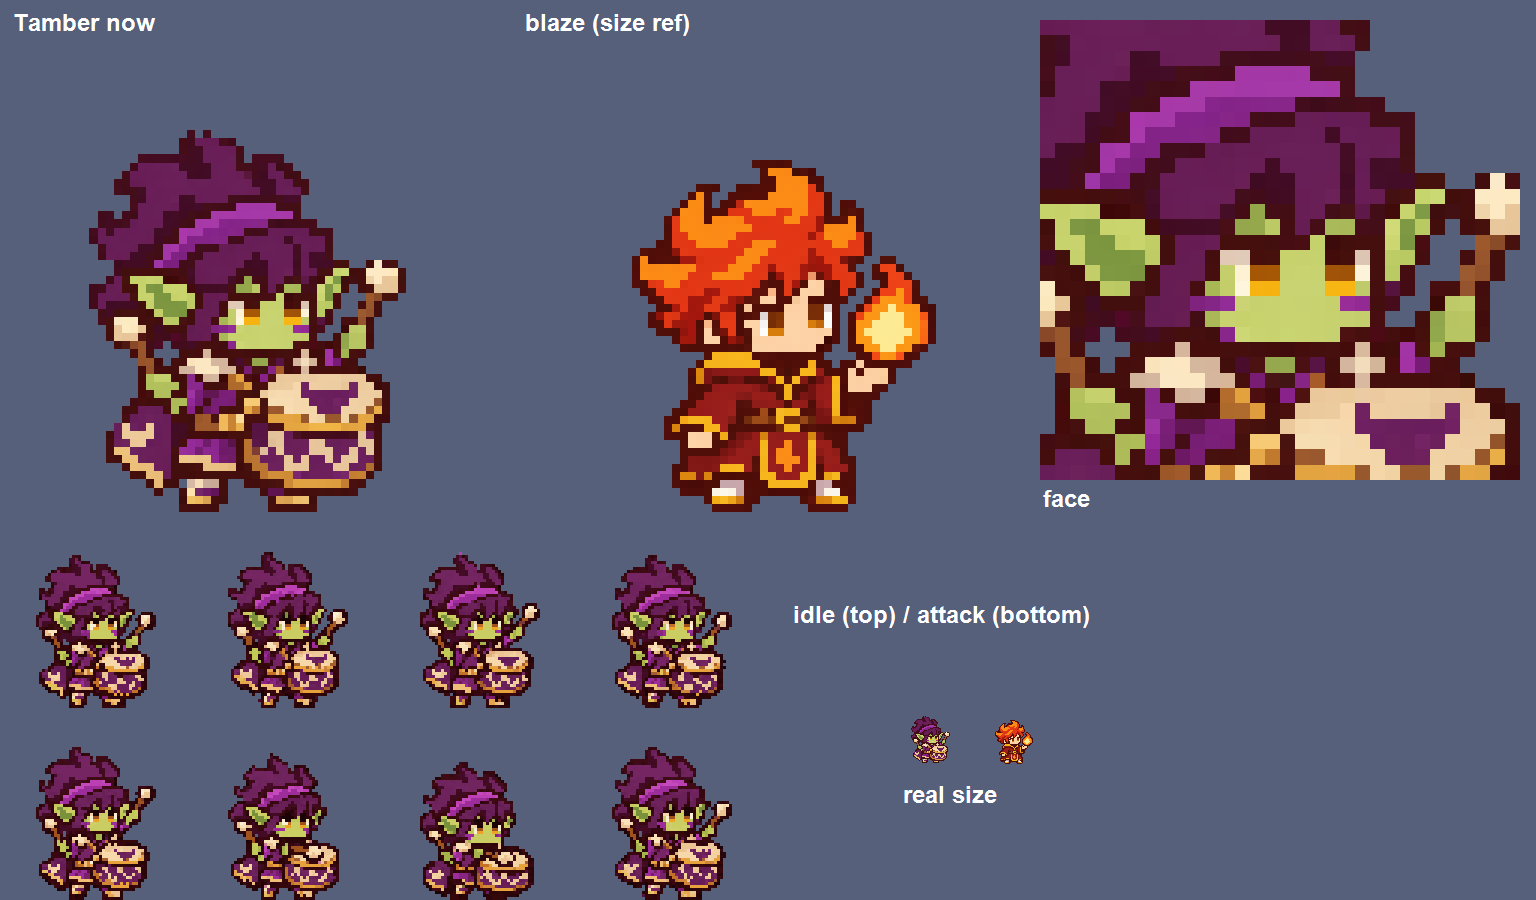 Tamber now
blaze (size ref)
face
idle (top) / attack (bottom)
real size